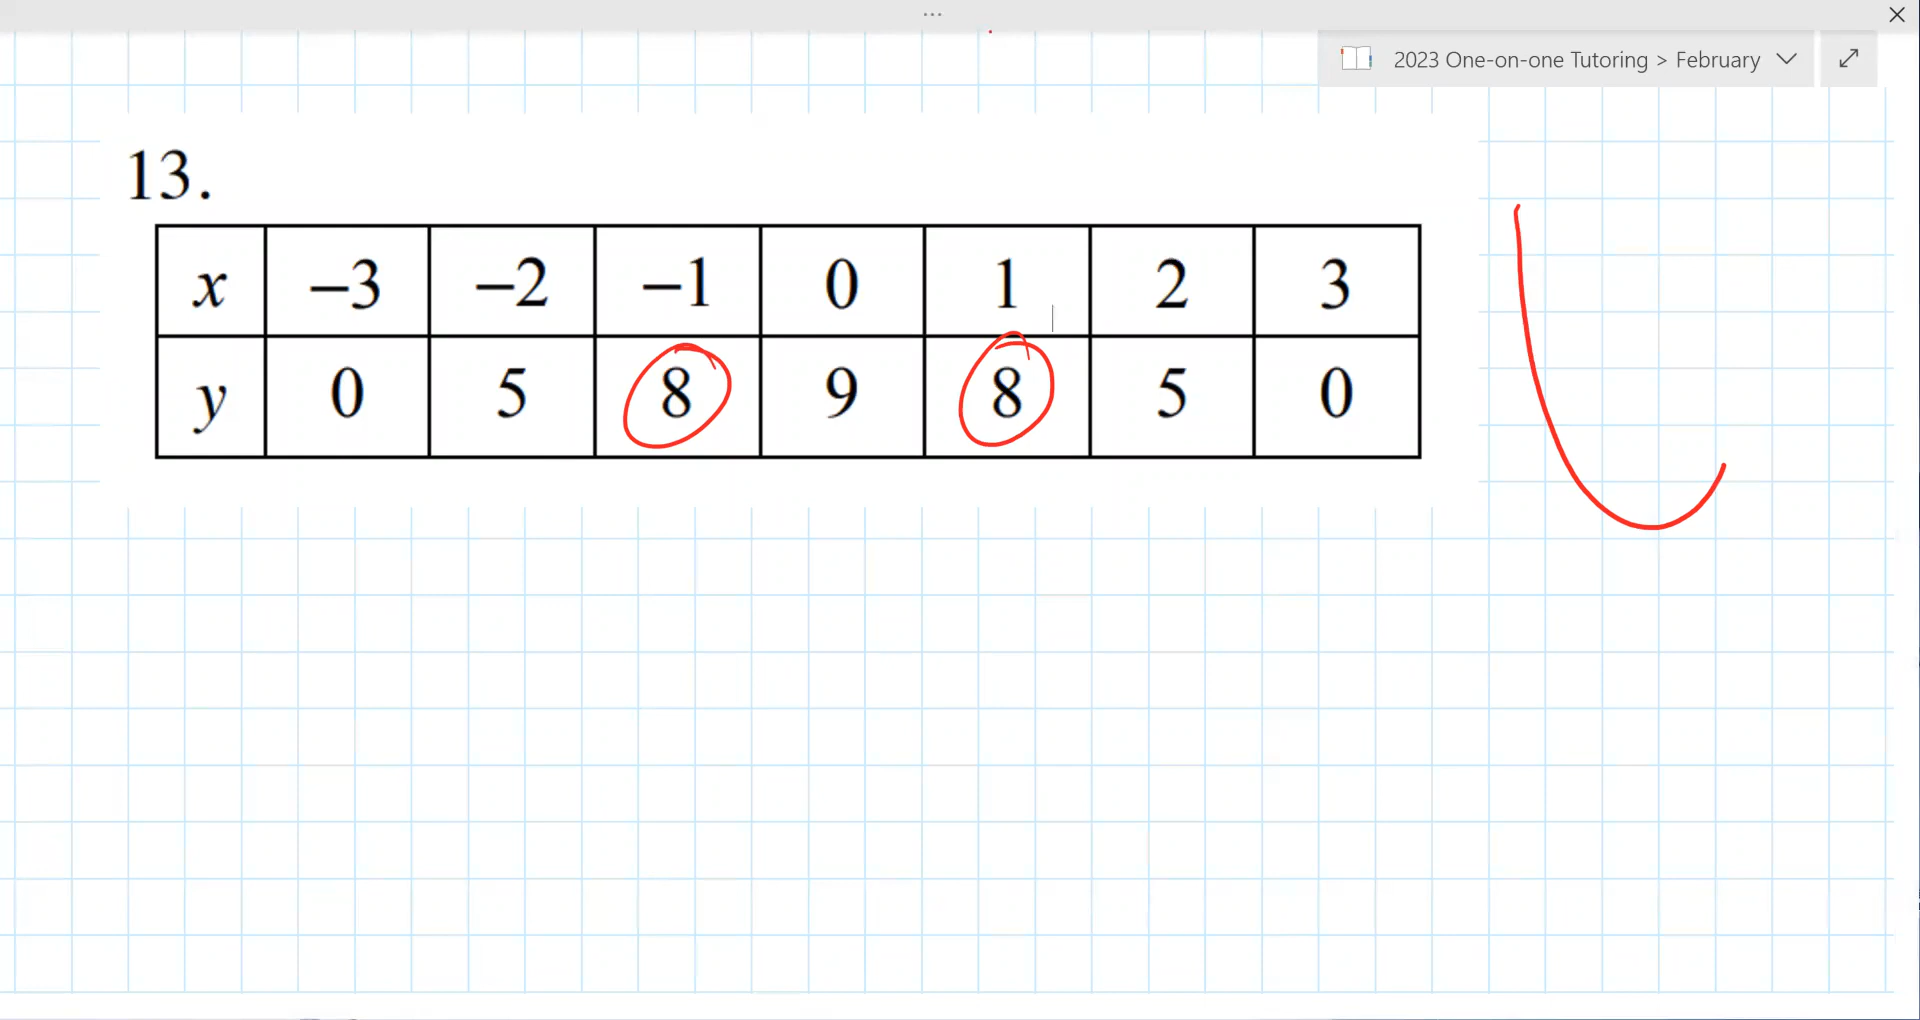 ...
2023 One-on-one Tutoring > February
13.
x −3 −2 −1 0 1 2 3
y 0 5 8 9 8 5 0